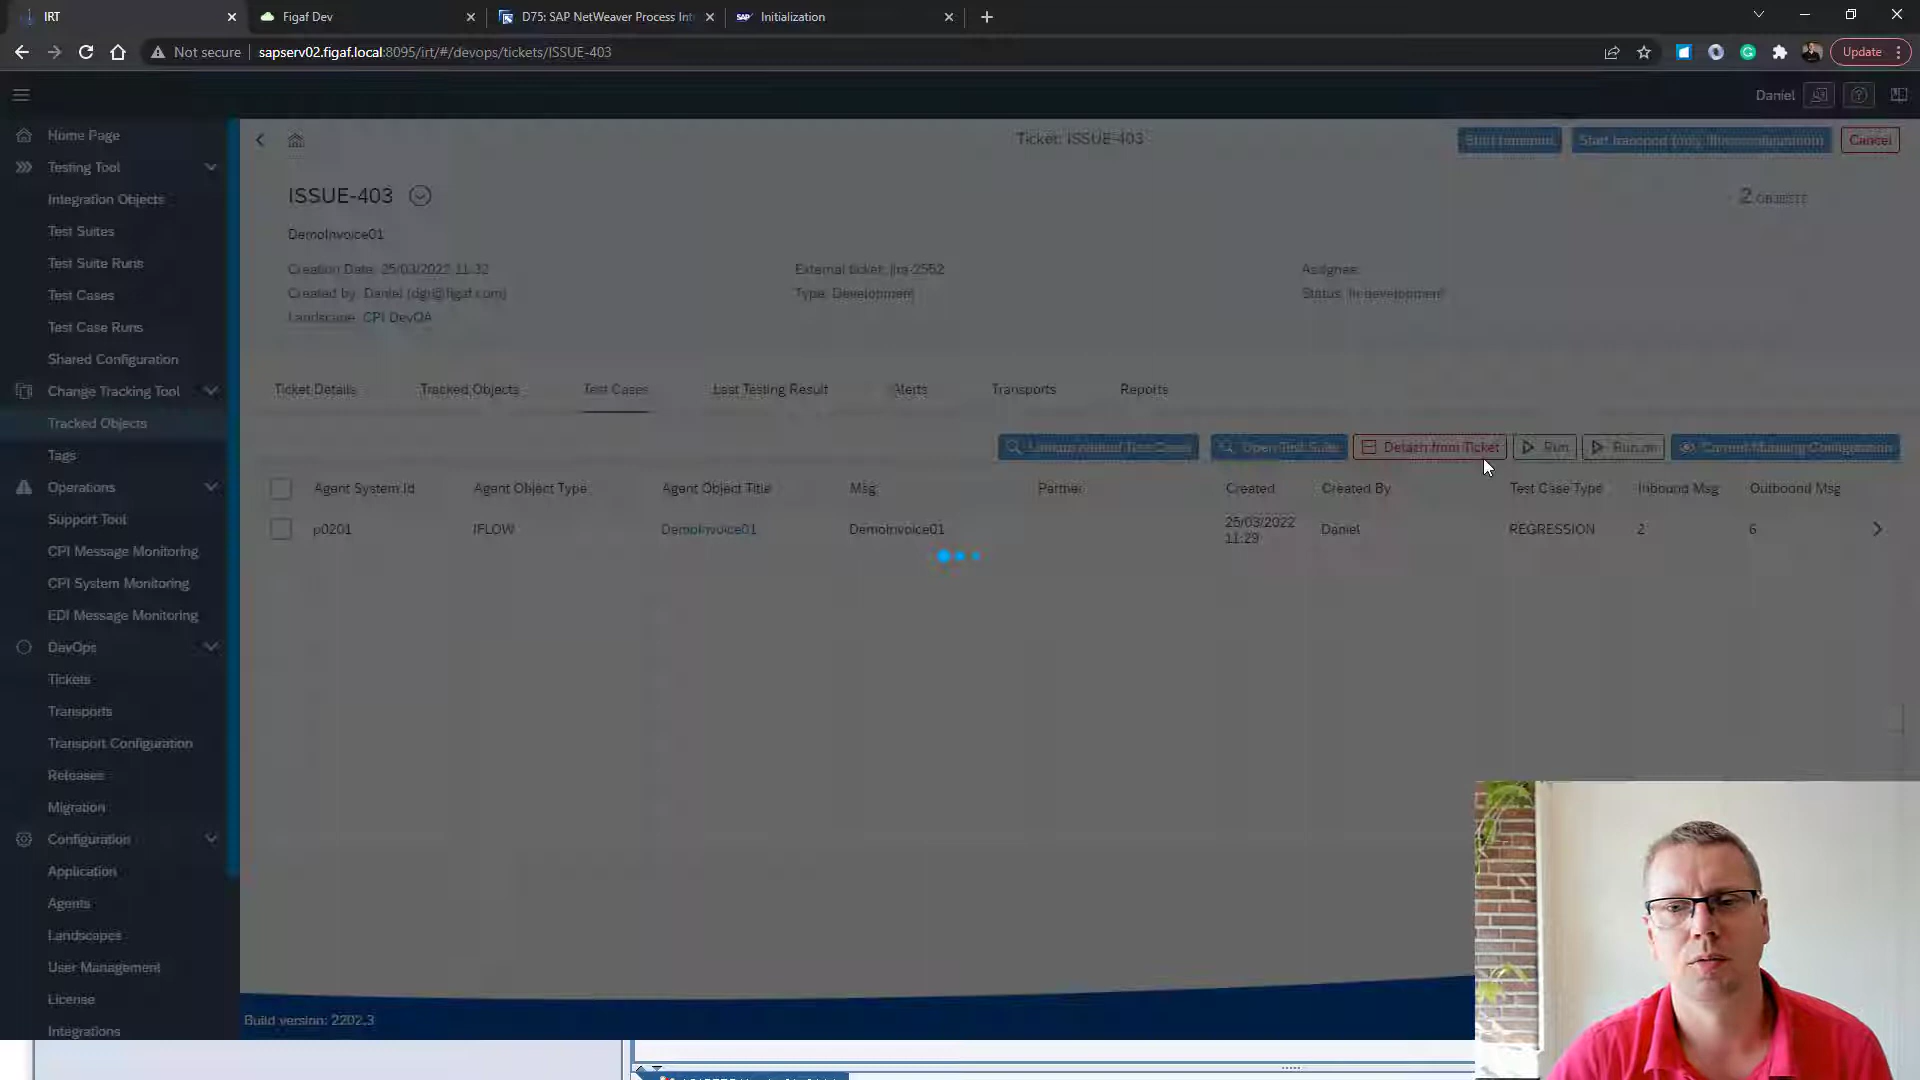 IRT
Figaf Dev
D75: SAP NetWeaver Process Int
SAP Initialization
Not secure
sapserv02.figaf.local:8095/irt/#/devops/tickets/ISSUE-403
Update
Daniel
Home Page
Testing Tool
Integration Objects
Test Suites
Test Suite Runs
Test Cases
Test Case Runs
Shared Configuration
Change Tracking Tool
Tracked Objects
Tags
Operations
Support Tool
CPI Message Monitoring
CPI System Monitoring
EDI Message Monitoring
DevOps
Tickets
Transports
Transport Configuration
Releases
Migration
Configuration
Application
Agents
Landscapes
User Management
License
Integrations
Ticket: ISSUE-403
Start transport
Cancel
ISSUE-403
2 OBJECTS
DemoInvoice01
Creation Date: 25/03/2022 11:32
External ticket: jira-2552
Assignee:
Created by: Daniel (dgr@figaf.com)
Type: Development
Status: In development
Landscape: CPI DevQA
Ticket Details
Tracked Objects
Test Cases
Last Testing Result
Alerts
Transports
Reports
Open Test Suite
Detach from Ticket
Run
Run on
Commit Manning Configuration
Agent System Id
Agent Object Type
Agent Object Title
Msg
Partner
Created
Created By
Test Case Type
Inbound Msg
Outbound Msg
p0201
IFLOW
DemoInvoice01
DemoInvoice01
25/03/2022
11:29
Daniel
REGRESSION
2
6
Build version: 2202.3